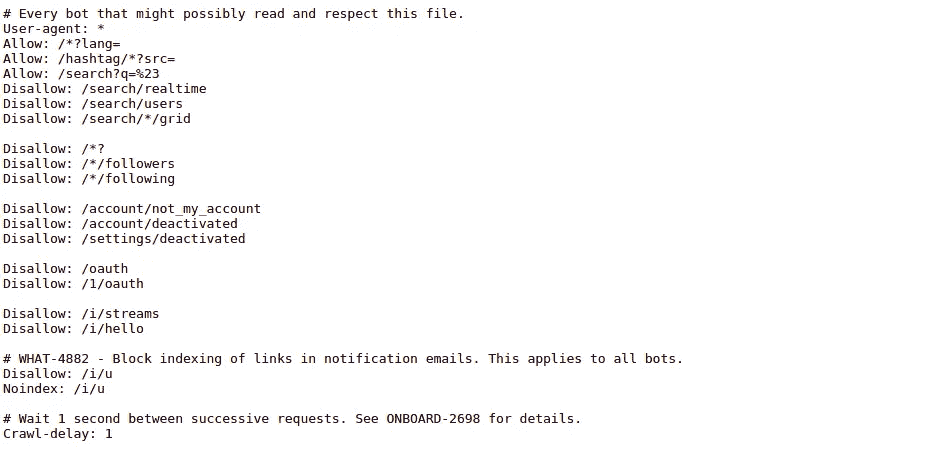 # Every bot that might possibly read and respect this file.
User-agent: *
Allow: /*?lang=
Allow: /hashtag/*?src=
Allow: /search?q=%23
Disallow: /search/realtime
Disallow: /search/users
Disallow: /search/*/grid

Disallow: /*?
Disallow: /*/followers
Disallow: /*/following

Disallow: /account/not_my_account
Disallow: /account/deactivated
Disallow: /settings/deactivated

Disallow: /oauth
Disallow: /1/oauth

Disallow: /i/streams
Disallow: /i/hello

# WHAT-4882 - Block indexing of links in notification emails. This applies to all bots.
Disallow: /i/u
Noindex: /i/u

# Wait 1 second between successive requests. See ONBOARD-2698 for details.
Crawl-delay: 1